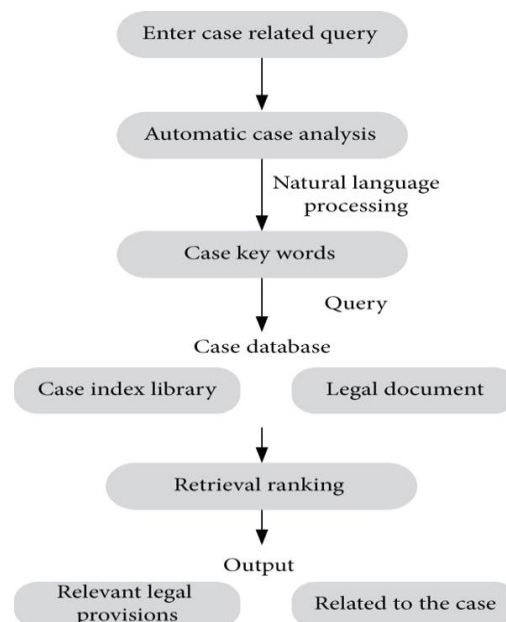 Enter case related query
Automatic case analysis
Natural language
processing
Case key words
Query
Case database
Case index library
Legal document
Retrieval ranking
Output
Relevant legal
provisions
Related to the case